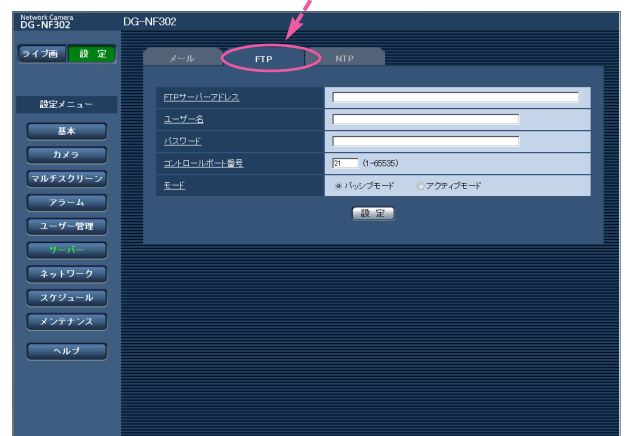 Network Camera
DG-NF302
DG-NF302
ライブ画 設 定
メール FTP NTP
設定メニュー
基本
カメラ
マルチスクリーン
アラーム
ユーザー管理
サーバー
ネットワーク
スケジュール
メンテナンス
ヘルプ
FTPサーバーアドレス
ユーザー名
パスワード
コントロールポート番号 21 (1-65535)
モード パッシブモード アクティブモード
設 定